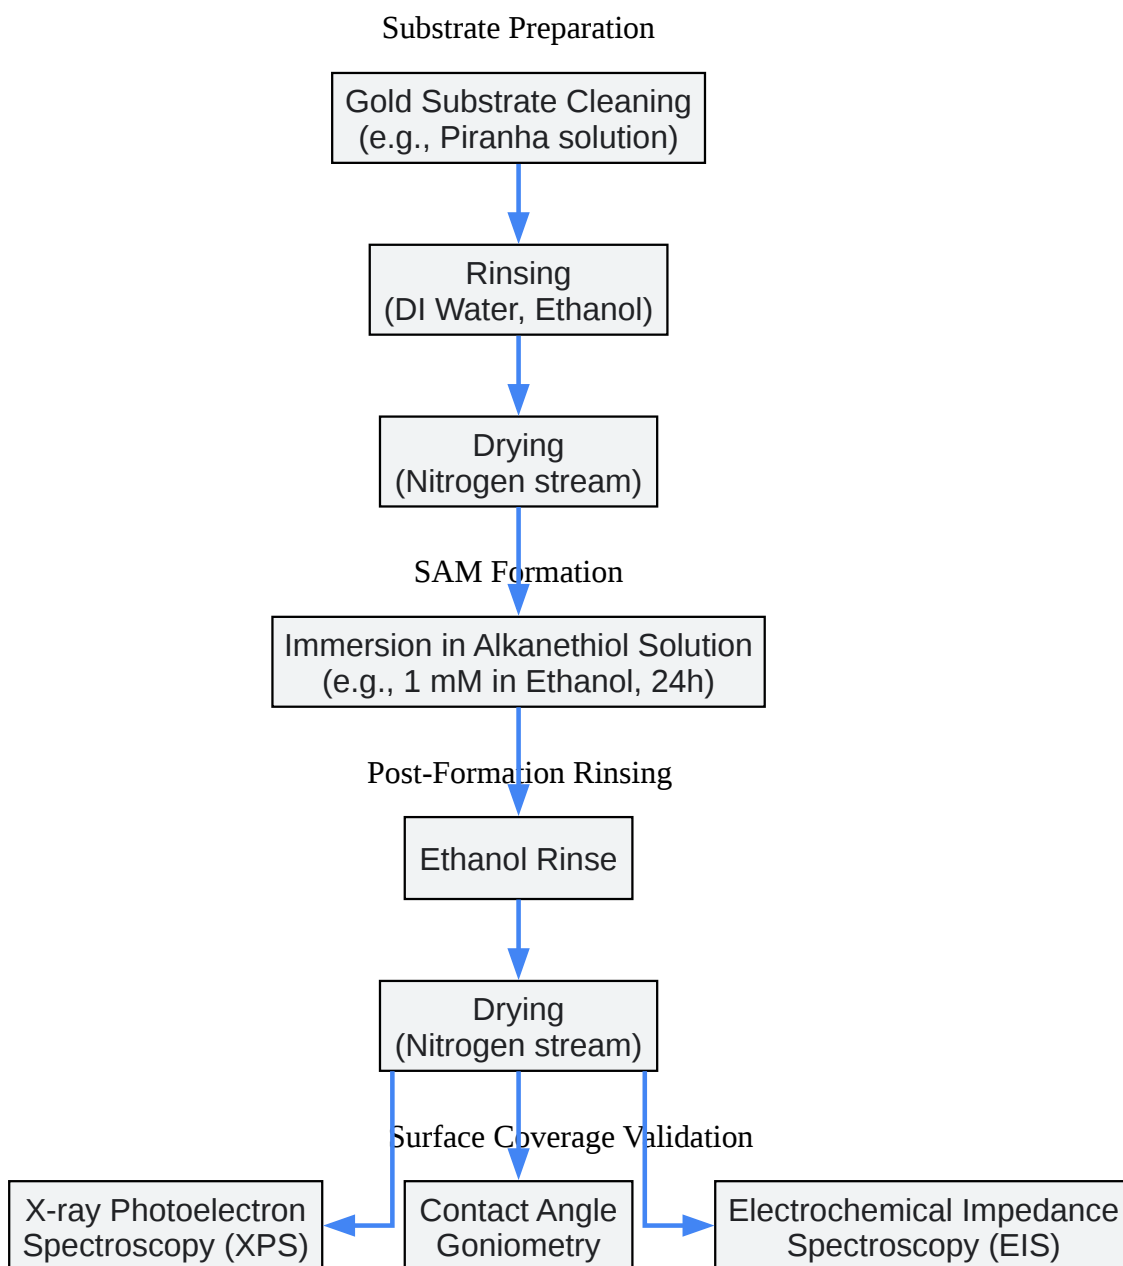 Substrate Preparation
Gold Substrate Cleaning
(e.g., Piranha solution)
Rinsing
(DI Water, Ethanol)
Drying
(Nitrogen stream)
SAM Formation
Immersion in Alkanethiol Solution
(e.g., 1 mM in Ethanol, 24h)
Post-Formation Rinsing
Ethanol Rinse
Drying
(Nitrogen stream)
Surface Coverage Validation
X-ray Photoelectron
Spectroscopy (XPS)
Contact Angle
Goniometry
Electrochemical Impedance
Spectroscopy (EIS)